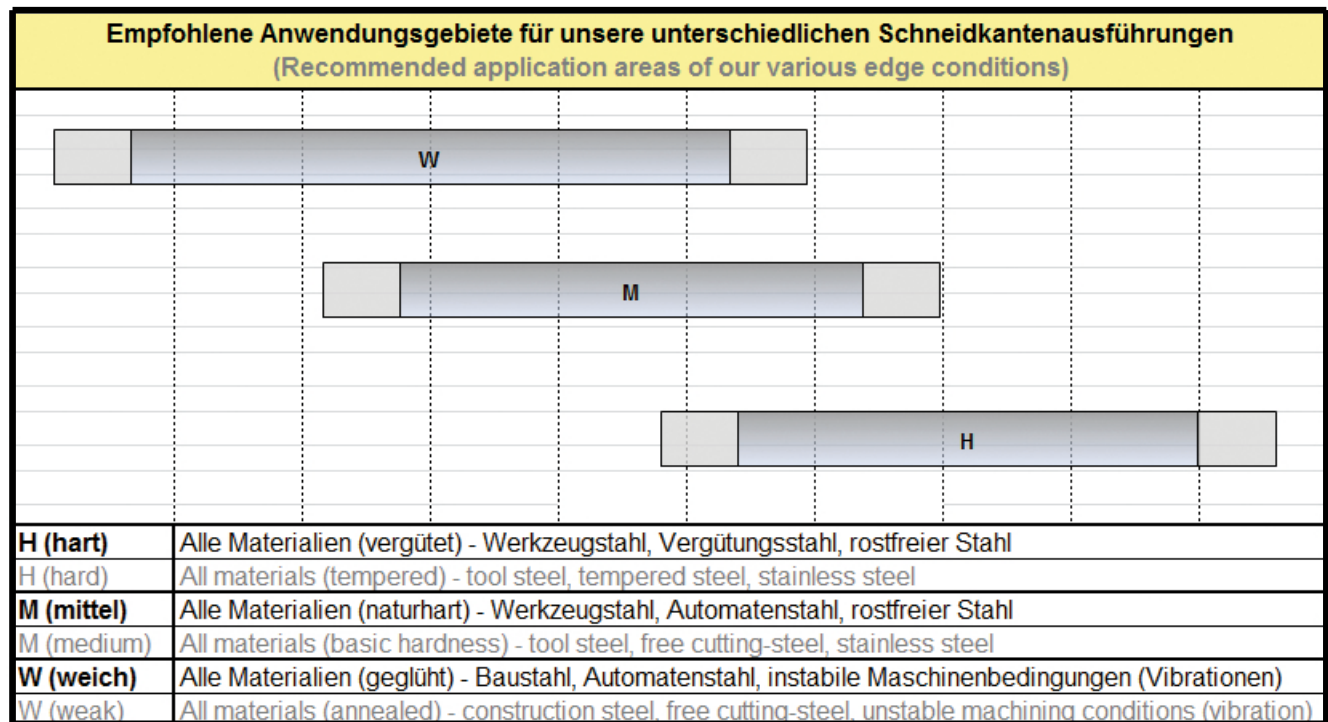 Empfohlene Anwendungsgebiete für unsere unterschiedlichen Schneidkantenausführungen
(Recommended application areas of our various edge conditions)
W
M
H
H (hart) Alle Materialien (vergütet) - Werkzeugstahl, Vergütungsstahl, rostfreier Stahl
H (hard) All materials (tempered) - tool steel, tempered steel, stainless steel
M (mittel) Alle Materialien (naturhart) - Werkzeugstahl, Automatenstahl, rostfreier Stahl
M (medium) All materials (basic hardness) - tool steel, free cutting-steel, stainless steel
W (weich) Alle Materialien (geglüht) - Baustahl, Automatenstahl, instabile Maschinenbedingungen (Vibrationen)
W (weak) All materials (annealed) - construction steel, free cutting-steel, unstable machining conditions (vibration)